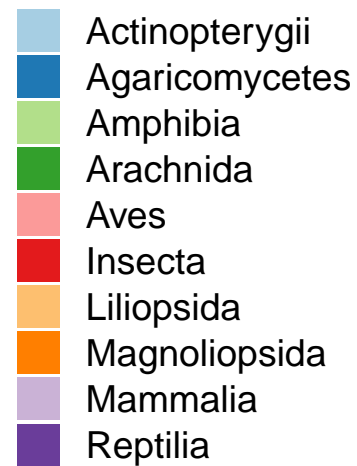 Actinopterygii
Agaricomycetes
Amphibia
Arachnida
Aves
Insecta
Liliopsida
Magnoliopsida
Mammalia
Reptilia